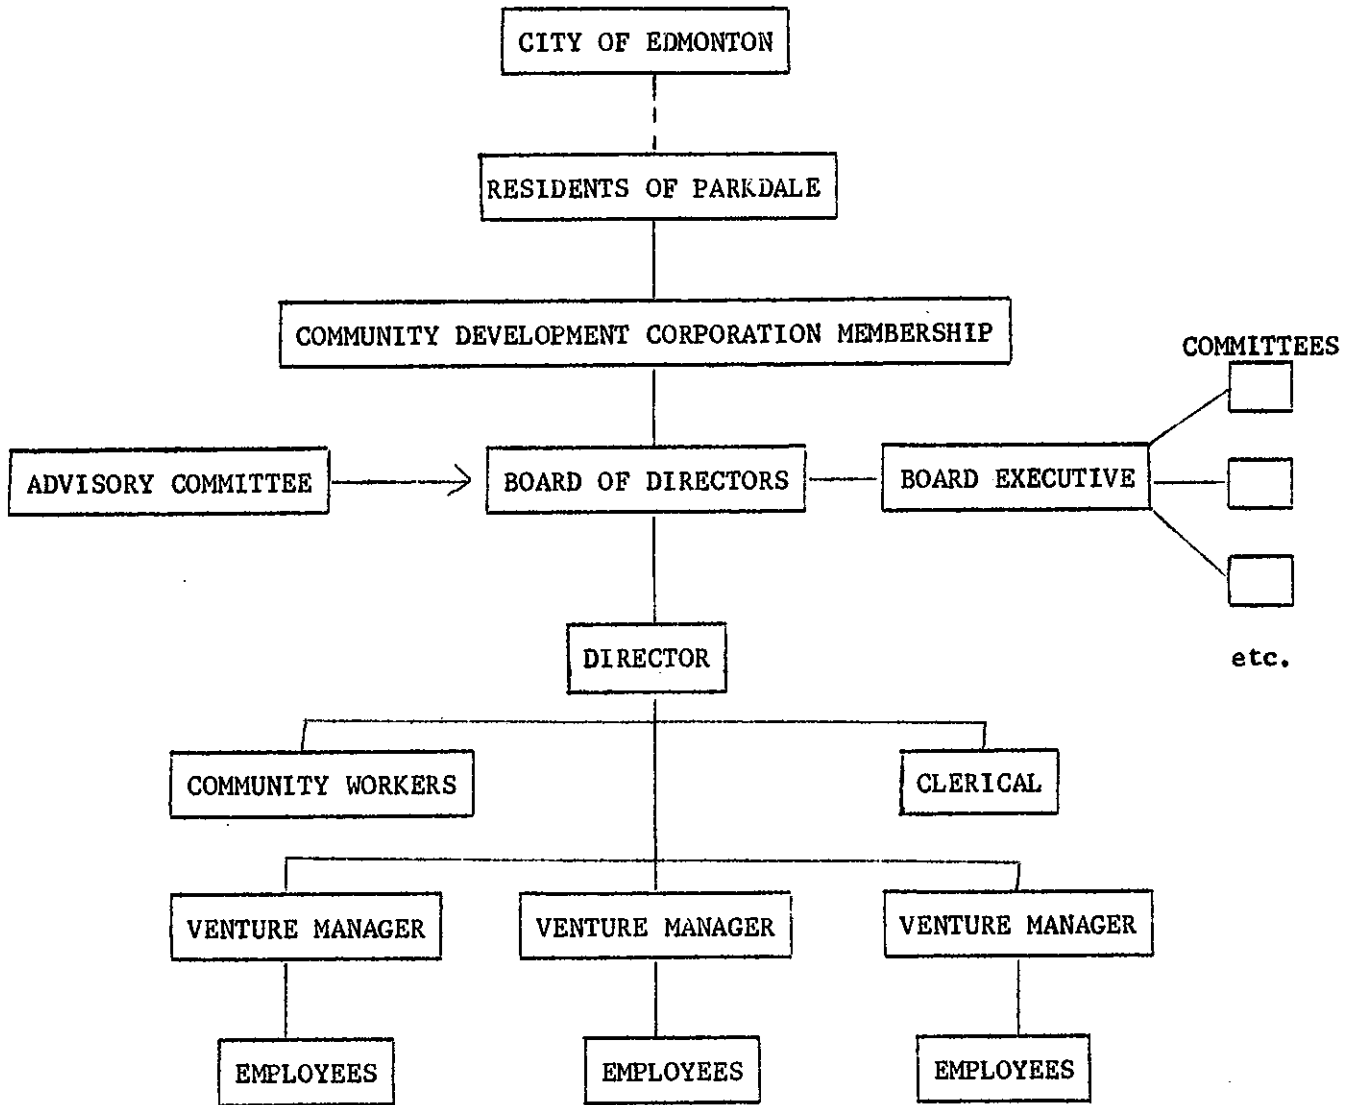 CITY OF EDMONTON
RESIDENTS OF PARKDALE
COMMUNITY DEVELOPMENT CORPORATION MEMBERSHIP
COMMITTEES
ADVISORY COMMITTEE
BOARD OF DIRECTORS
BOARD EXECUTIVE
DIRECTOR
etc.
COMMUNITY WORKERS
CLERICAL
VENTURE MANAGER
VENTURE MANAGER
VENTURE MANAGER
EMPLOYEES
EMPLOYEES
EMPLOYEES